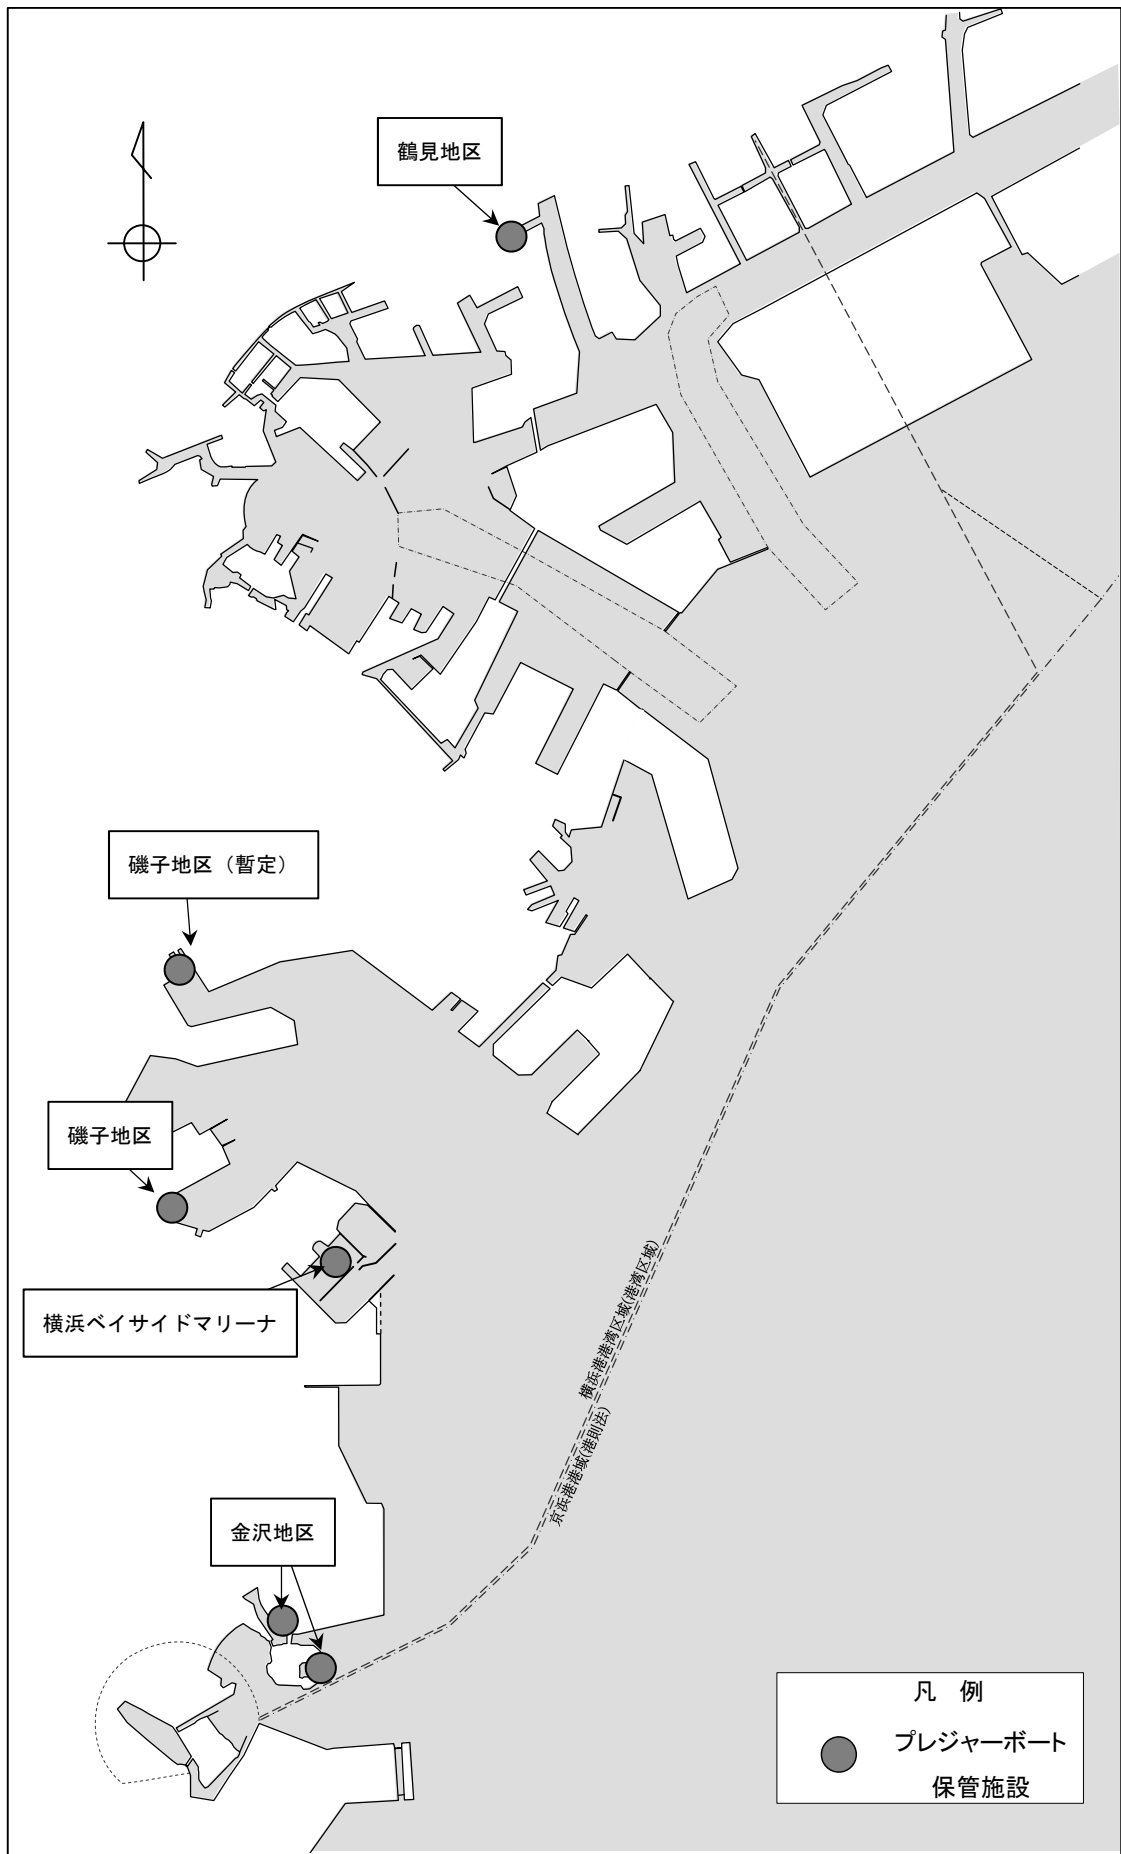 鶴見地区
磯子地区（暫定）
磯子地区
横浜ベイサイドマリーナ
横浜港港湾区域(港湾区域)
京浜港港域(港則法)
金沢地区
凡　例
プレジャーボート
保管施設